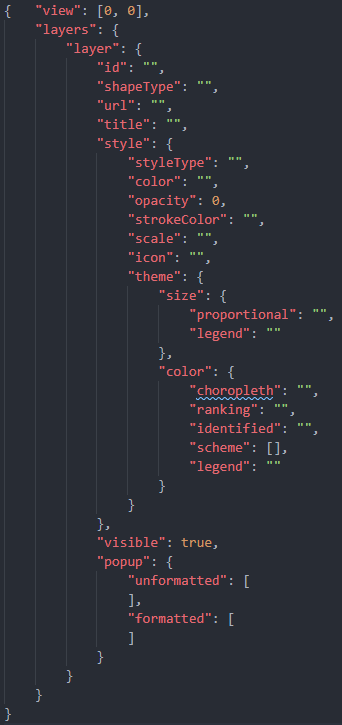 {   "view": [0, 0],
    "layers": {
        "layer": {
            "id": "",
            "shapeType": "",
            "url": "",
            "title": "",
            "style": {
                "styleType": "",
                "color": "",
                "opacity": 0,
                "strokeColor": "",
                "scale": "",
                "icon": "",
                "theme": {
                    "size": {
                        "proportional": "",
                        "legend": ""
                    },
                    "color": {
                        "choropleth": "",
                        "ranking": "",
                        "identified": "",
                        "scheme": [],
                        "legend": ""
                    }
                }
            },
            "visible": true,
            "popup": {
                "unformatted": [
                ],
                "formatted": [
                ]
            }
        }
    }
}